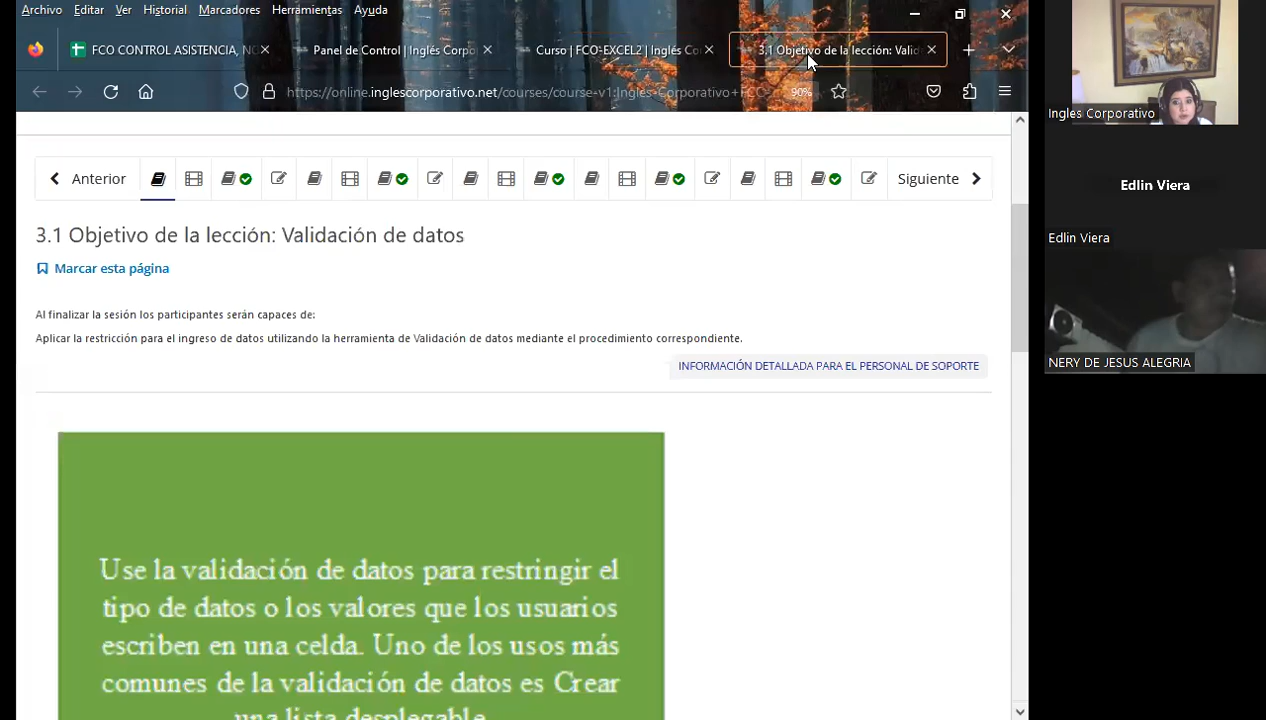 Archivo Editar Ver Historial Marcadores Herramientas Ayuda
FCO CONTROL ASISTENCIA, NO Panel de Control | Inglés Corpo Curso | FCO-EXCEL2 | Inglés Co 3.1 Objetivo de la lección: Valid
https://online.inglescorporativo.net/courses/course-v1:Ingles-Corporativo+FCC 90%
Anterior Siguiente
3.1 Objetivo de la lección: Validación de datos
Marcar esta página
Al finalizar la sesión los participantes serán capaces de:
Aplicar la restricción para el ingreso de datos utilizando la herramienta de Validación de datos mediante el procedimiento correspondiente.
INFORMACIÓN DETALLADA PARA EL PERSONAL DE SOPORTE
Use la validación de datos para restringir el
tipo de datos o los valores que los usuarios
escriben en una celda. Uno de los usos más
comunes de la validación de datos es Crear
una lista desplegable
Ingles Corporativo
Edlin Viera
Edlin Viera
NERY DE JESUS ALEGRIA